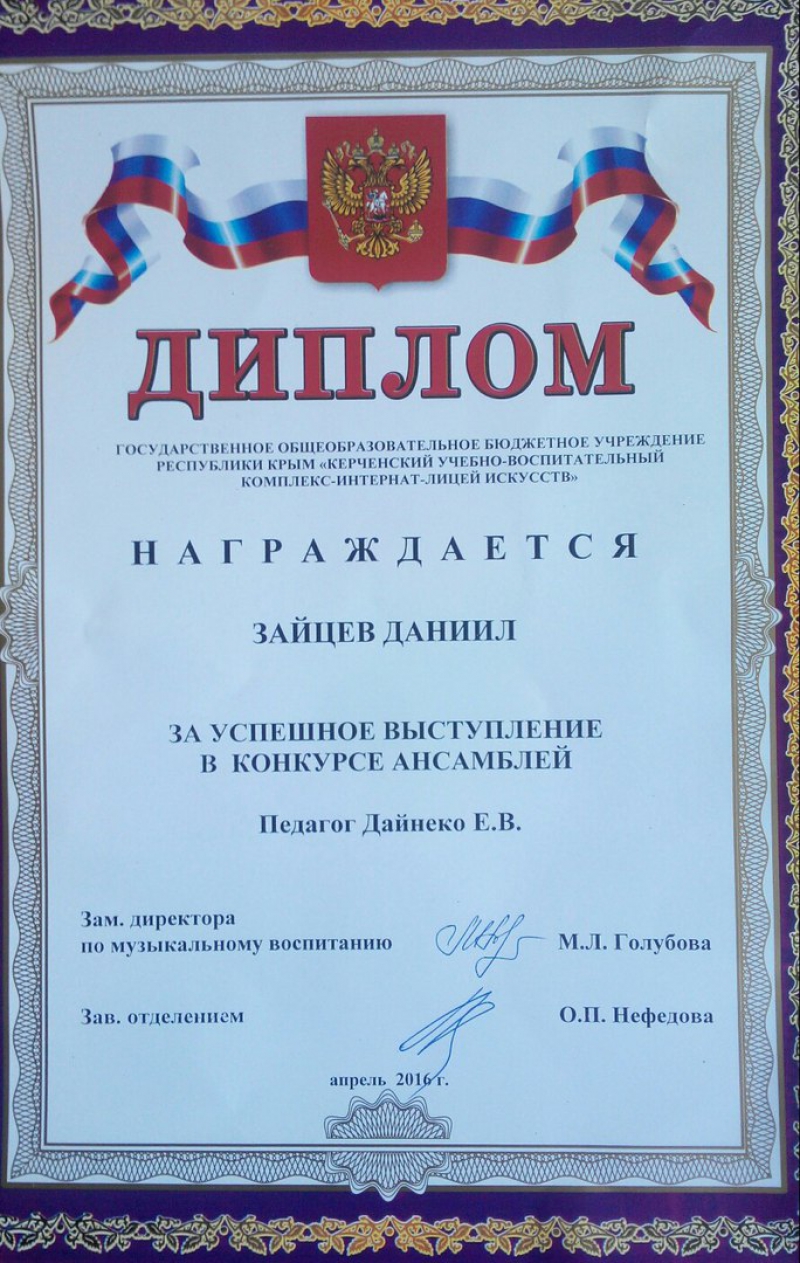 ДИПЛОМ
ГОСУДАРСТВЕННОЕ ОБЩЕОБРАЗОВАТЕЛЬНОЕ БЮДЖЕТНОЕ УЧРЕЖДЕНИЕ
РЕСПУБЛИКИ КРЫМ «КЕРЧЕНСКИЙ УЧЕБНО-ВОСПИТАТЕЛЬНЫЙ
КОМПЛЕКС-ИНТЕРНАТ-ЛИЦЕЙ ИСКУССТВ»
НАГРАЖДАЕТСЯ
ЗАЙЦЕВ ДАНИИЛ
ЗА УСПЕШНОЕ ВЫСТУПЛЕНИЕ
В КОНКУРСЕ АНСАМБЛЕЙ
Педагог Дайнеко Е.В.
Зам. директора
по музыкальному воспитанию М.Л. Голубова
Зав. отделением О.П. Нефедова
апрель 2016 г.